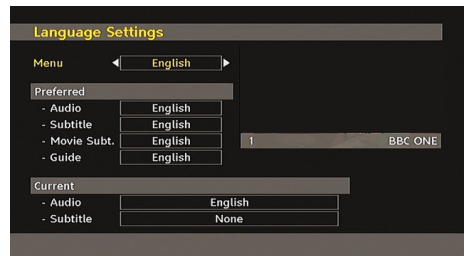 Language Settings
Menu English
Preferred
- Audio English
- Subtitle English
- Movie Subt. English
- Guide English
1 BBC ONE
Current
- Audio English
- Subtitle None